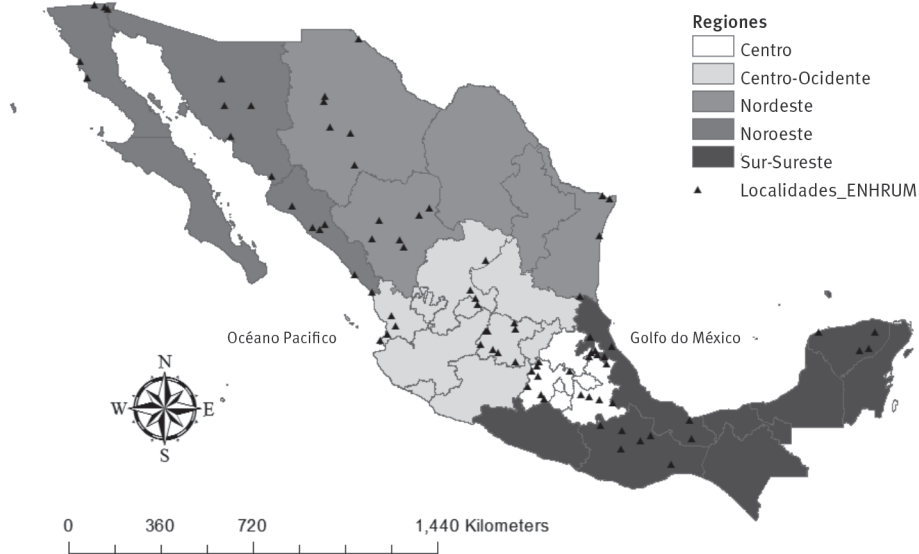 Regiones
Centro
Centro-Ocidente
Nordeste
Noroeste
Sur-Sureste
Localidades_ENHRUM
Océano Pacifico
Golfo do México
N
W E
S
0 360 720 1,440 Kilometers